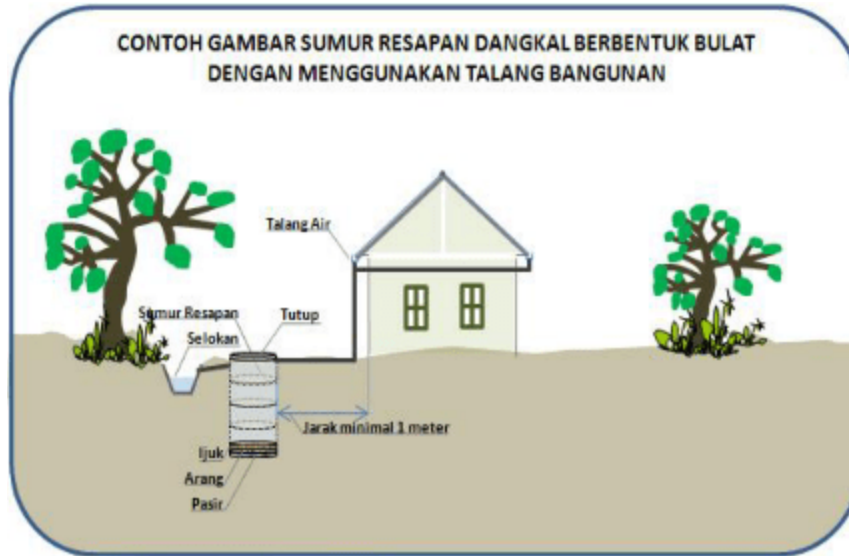 CONTOH GAMBAR SUMUR RESAPAN DANGKAL BERBENTUK BULAT
DENGAN MENGGUNAKAN TALANG BANGUNAN
Talang Air
Sumur Resapan
Tutup
Selokan
Jarak minimal 1 meter
Ijuk
Arang
Pasir